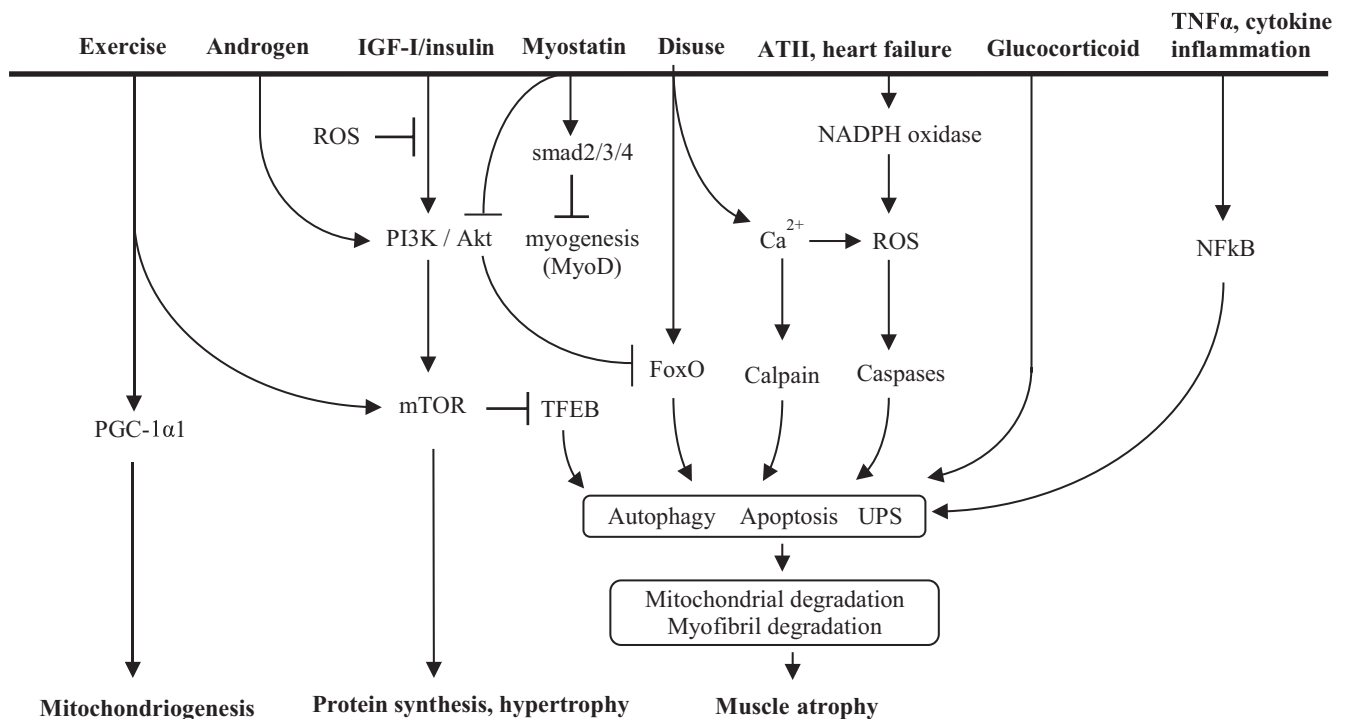 Exercise
Androgen
IGF-I/insulin
Myostatin
Disuse
ATII, heart failure
Glucocorticoid
TNFα, cytokine
inflammation
ROS
NADPH oxidase
smad2/3/4
PI3K / Akt
myogenesis
(MyoD)
Ca2+
ROS
NFkB
FoxO
Calpain
Caspases
mTOR
TFEB
PGC-1α1
Autophagy Apoptosis UPS
Mitochondrial degradation
Myofibril degradation
Mitochondriogenesis
Protein synthesis, hypertrophy
Muscle atrophy